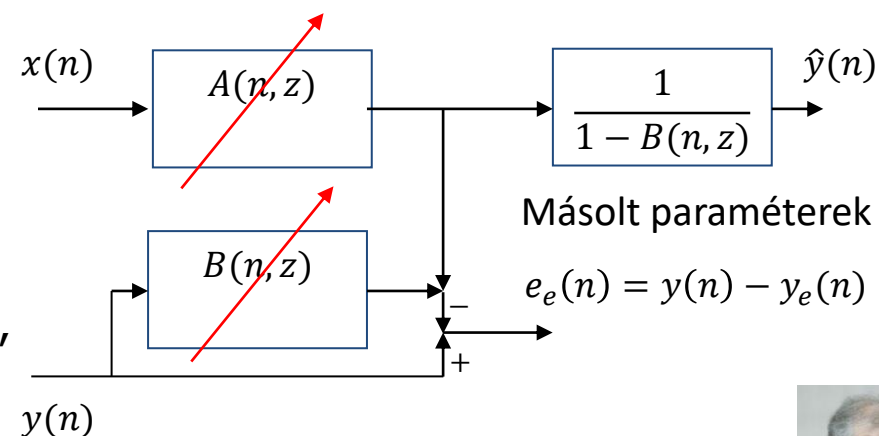 x(n)
A(n, z)
1
1 − B(n, z)
ŷ(n)
Másolt paraméterek
B(n, z)
e_e(n) = y(n) − y_e(n)
−
,
+
y(n)